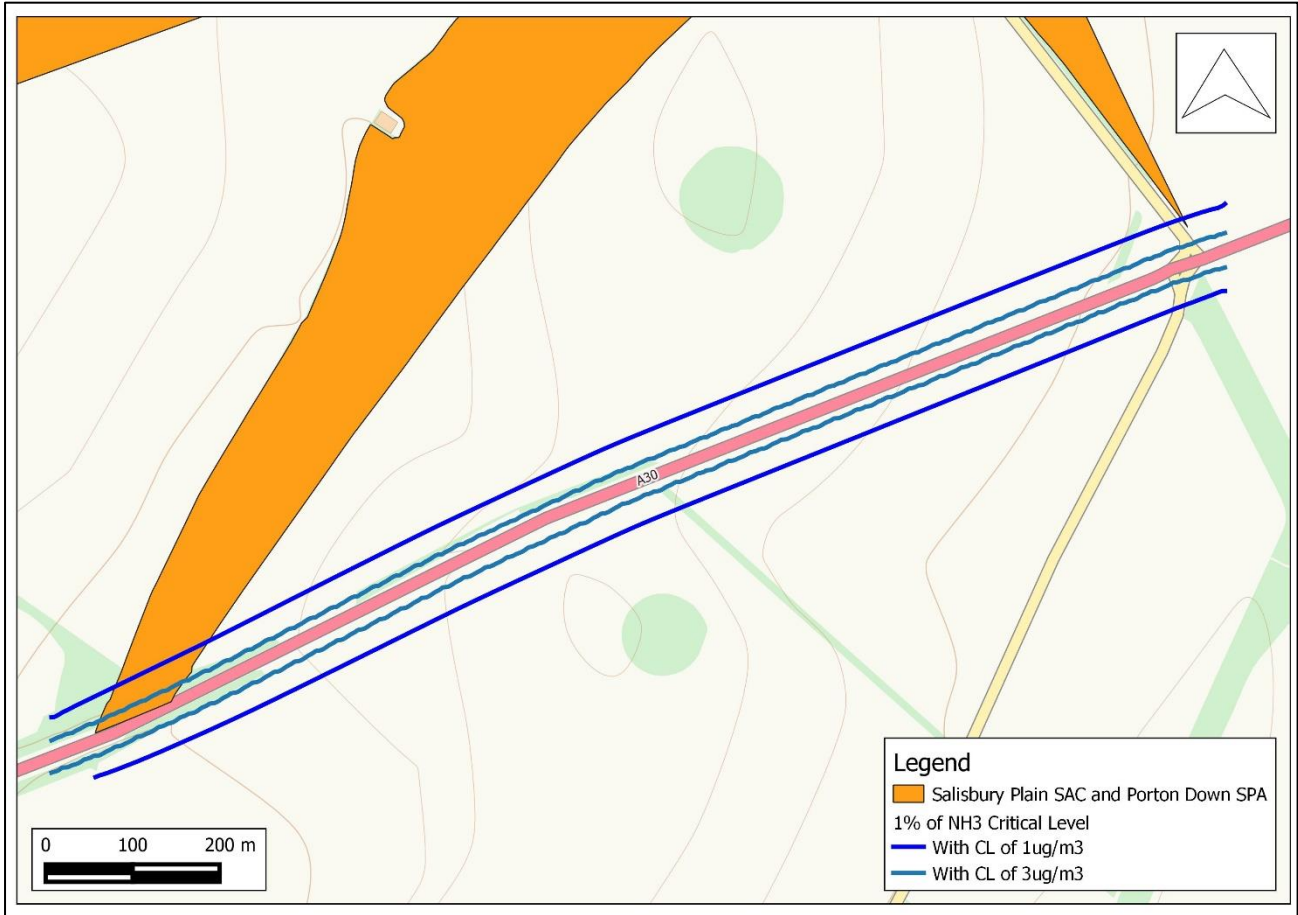 A30
Legend
Salisbury Plain SAC and Porton Down SPA
1% of NH3 Critical Level
With CL of 1ug/m3
With CL of 3ug/m3
0 100 200 m